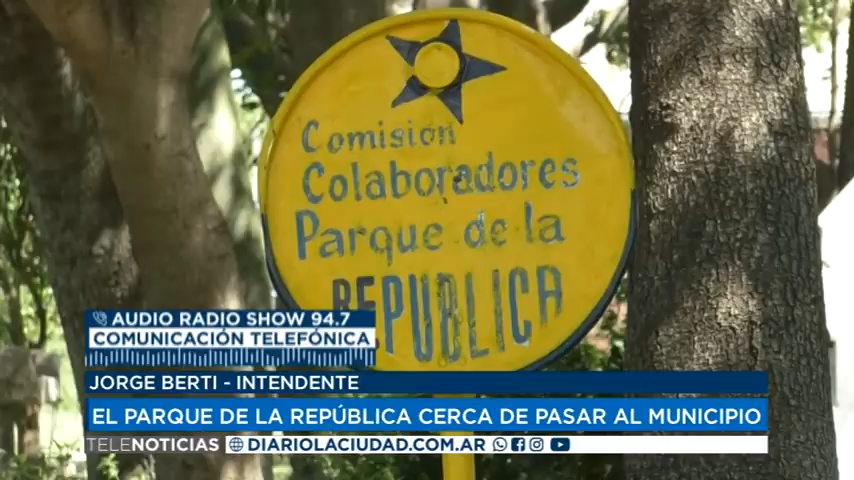 Comisión
Colaboradores
Parque de la
REPUBLICA
AUDIO RADIO SHOW 94.7
COMUNICACIÓN TELEFÓNICA
JORGE BERTI - INTENDENTE
EL PARQUE DE LA REPÚBLICA CERCA DE PASAR AL MUNICIPIO
TELENOTICIAS DIARIOLACIUDAD.COM.AR